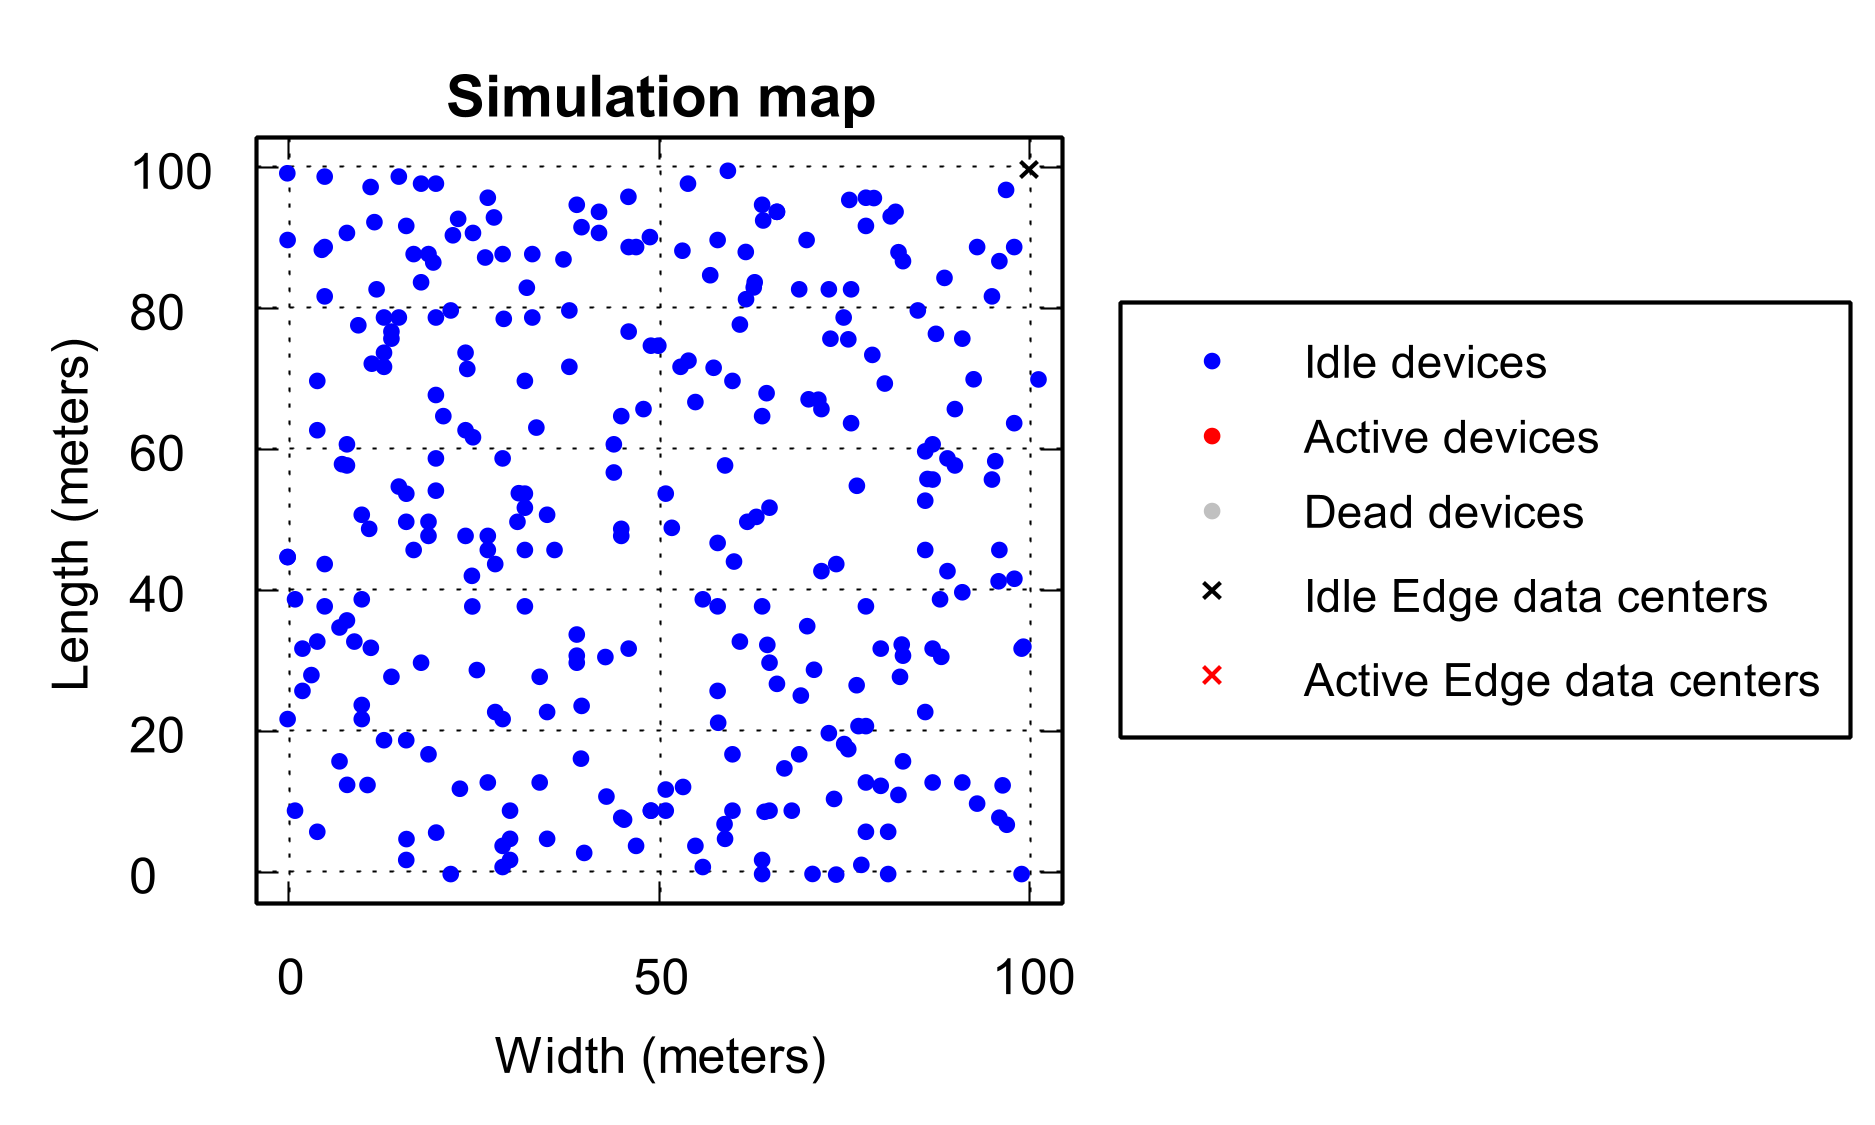 Simulation map
100
80
60
40
20
0
Length (meters)
0 50 100
Width (meters)
Idle devices
Active devices
Dead devices
Idle Edge data centers
Active Edge data centers